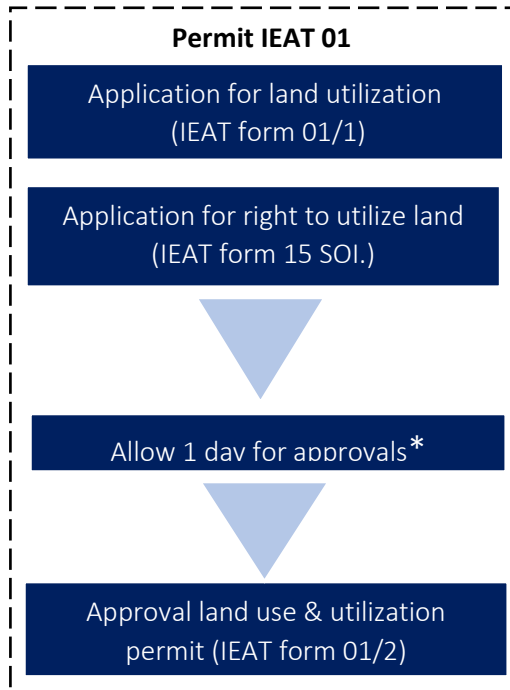 Permit IEAT 01
Application for land utilization
(IEAT form 01/1)
Application for right to utilize land
(IEAT form 15 SOI.)
Allow 1 day for approvals*
Approval land use & utilization
permit (IEAT form 01/2)